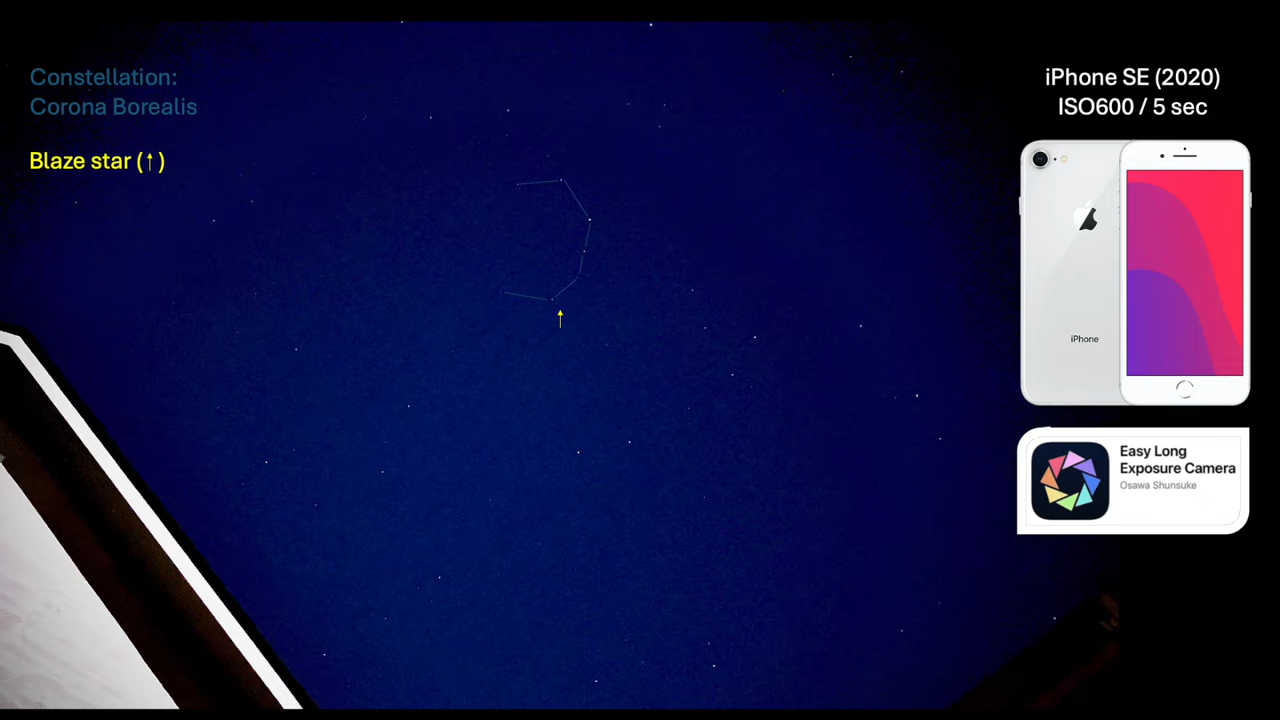 Constellation:
Corona Borealis
Blaze star (↑)
iPhone SE (2020)
ISO600 / 5 sec
iPhone
Easy Long
Exposure Camera
Osawa Shunsuke